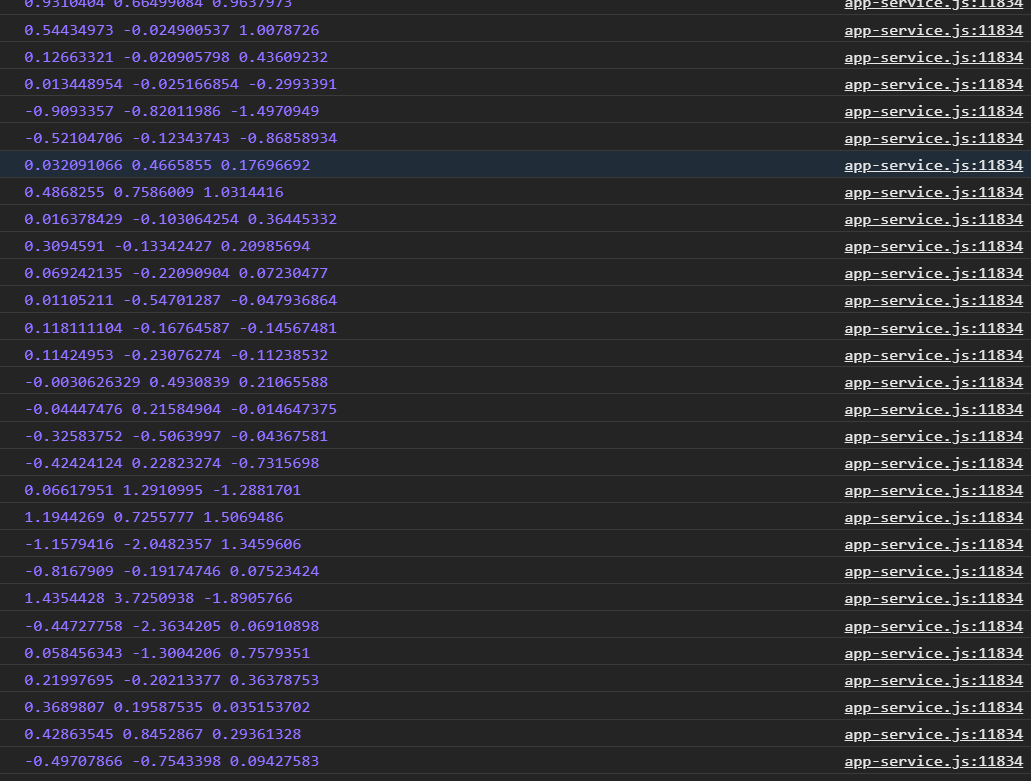 0.9310404 0.66499084 0.9637973 app-service.js:11834
0.54434973 -0.024900537 1.0078726 app-service.js:11834
0.12663321 -0.020905798 0.43609232 app-service.js:11834
0.013448954 -0.025166854 -0.2993391 app-service.js:11834
-0.9093357 -0.82011986 -1.4970949 app-service.js:11834
-0.52104706 -0.12343743 -0.86858934 app-service.js:11834
0.032091066 0.4665855 0.17696692 app-service.js:11834
0.4868255 0.7586009 1.0314416 app-service.js:11834
0.016378429 -0.103064254 0.36445332 app-service.js:11834
0.3094591 -0.13342427 0.20985694 app-service.js:11834
0.069242135 -0.22090904 0.07230477 app-service.js:11834
0.01105211 -0.54701287 -0.047936864 app-service.js:11834
0.118111104 -0.16764587 -0.14567481 app-service.js:11834
0.11424953 -0.23076274 -0.11238532 app-service.js:11834
-0.0030626329 0.4930839 0.21065588 app-service.js:11834
-0.04447476 0.21584904 -0.014647375 app-service.js:11834
-0.32583752 -0.5063997 -0.04367581 app-service.js:11834
-0.42424124 0.22823274 -0.7315698 app-service.js:11834
0.06617951 1.2910995 -1.2881701 app-service.js:11834
1.1944269 0.7255777 1.5069486 app-service.js:11834
-1.1579416 -2.0482357 1.3459606 app-service.js:11834
-0.8167909 -0.19174746 0.07523424 app-service.js:11834
1.4354428 3.7250938 -1.8905766 app-service.js:11834
-0.44727758 -2.3634205 0.06910898 app-service.js:11834
0.058456343 -1.3004206 0.7579351 app-service.js:11834
0.21997695 -0.20213377 0.36378753 app-service.js:11834
0.3689807 0.19587535 0.035153702 app-service.js:11834
0.42863545 0.8452867 0.29361328 app-service.js:11834
-0.49707866 -0.7543398 0.09427583 app-service.js:11834